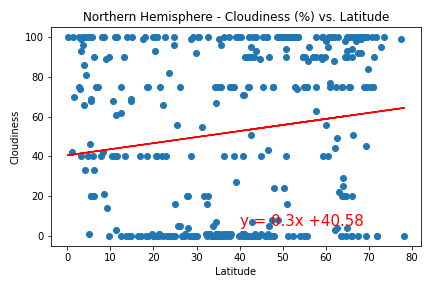 Northern Hemisphere - Cloudiness (%) vs. Latitude
100
80
60
40
20
0
Cloudiness
y = 0.3x +40.58
0 10 20 30 40 50 60 70 80
Latitude